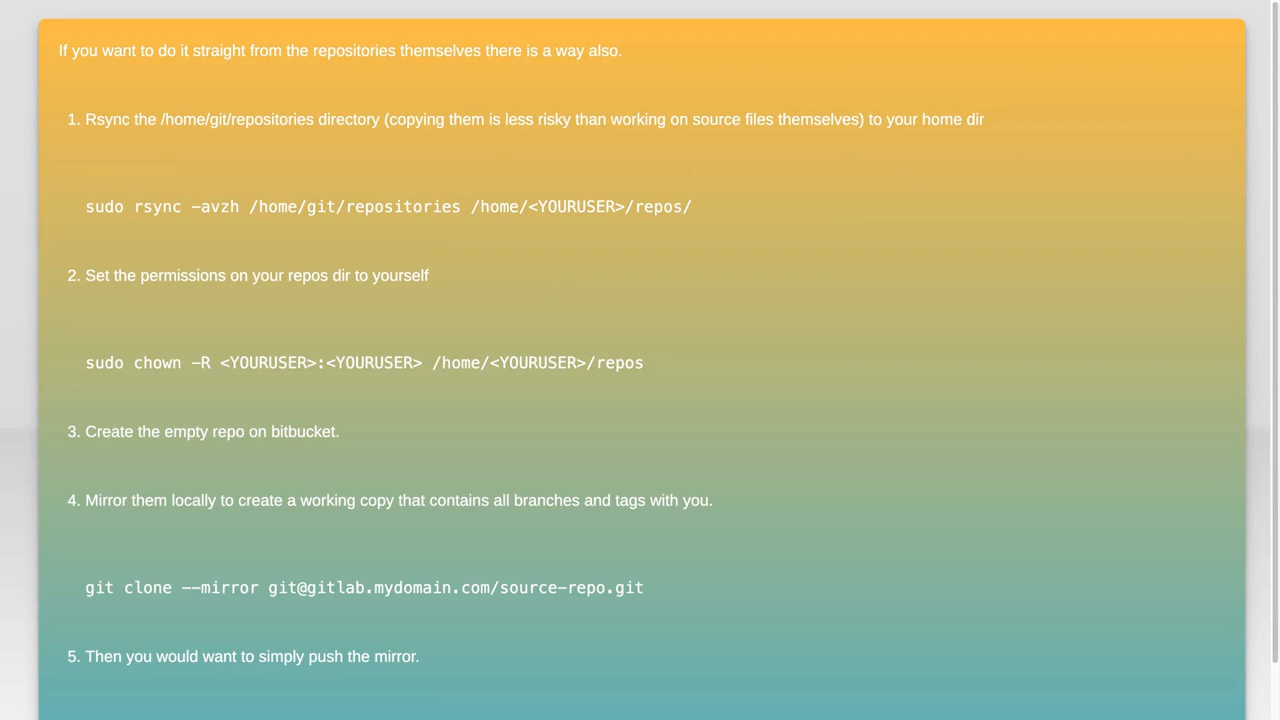 If you want to do it straight from the repositories themselves there is a way also.
1. Rsync the /home/git/repositories directory (copying them is less risky than working on source files themselves) to your home dir
sudo rsync -avzh /home/git/repositories /home/<YOURUSER>/repos/
2. Set the permissions on your repos dir to yourself
sudo chown -R <YOURUSER>:<YOURUSER> /home/<YOURUSER>/repos
3. Create the empty repo on bitbucket.
4. Mirror them locally to create a working copy that contains all branches and tags with you.
git clone --mirror git@gitlab.mydomain.com/source-repo.git
5. Then you would want to simply push the mirror.